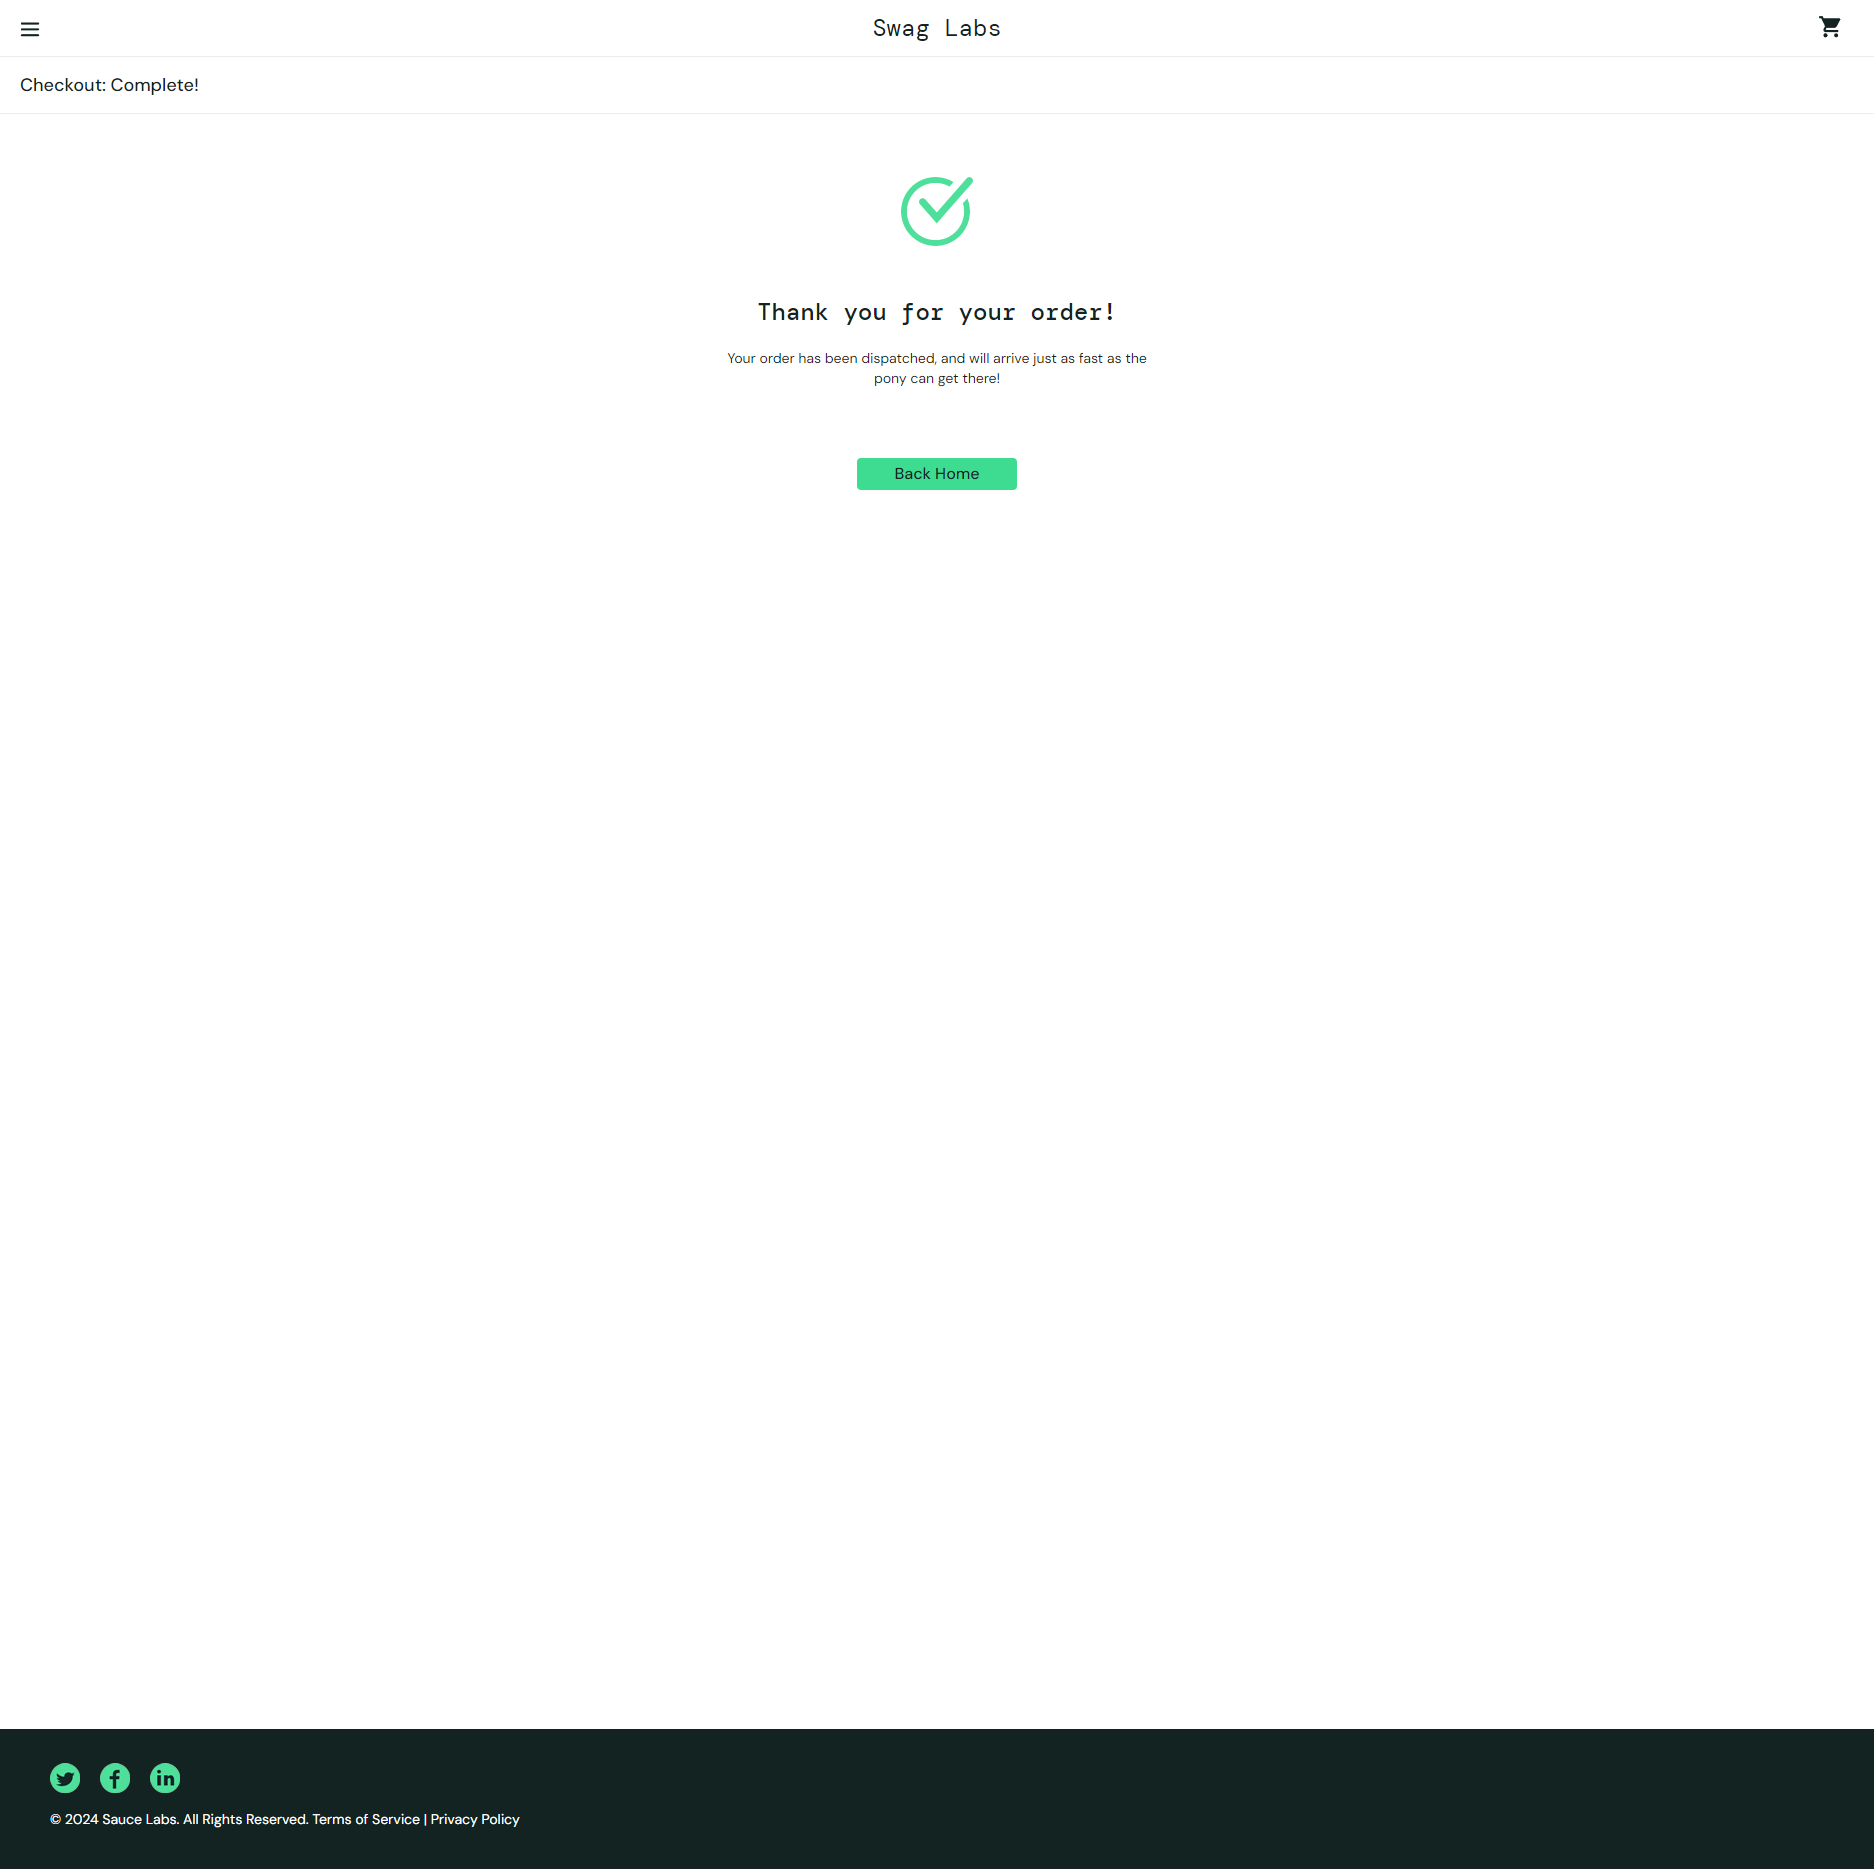 Swag Labs
Checkout: Complete!
Thank you for your order!
Your order has been dispatched, and will arrive just as fast as the
pony can get there!
Back Home
© 2024 Sauce Labs. All Rights Reserved. Terms of Service | Privacy Policy